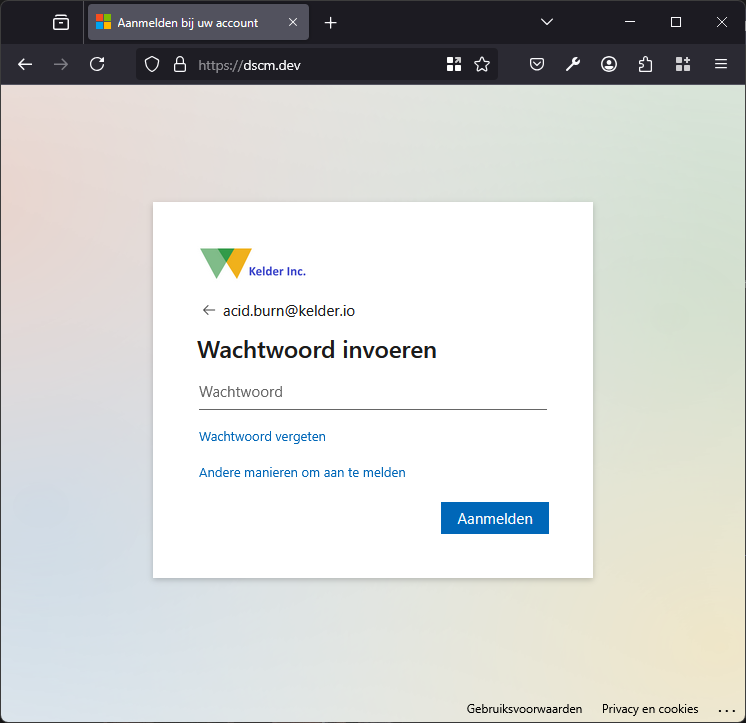 Aanmelden bij uw account
https://dscm.dev
Kelder Inc.
acid.burn@kelder.io
Wachtwoord invoeren
Wachtwoord
Wachtwoord vergeten
Andere manieren om aan te melden
Aanmelden
Gebruiksvoorwaarden Privacy en cookies ...